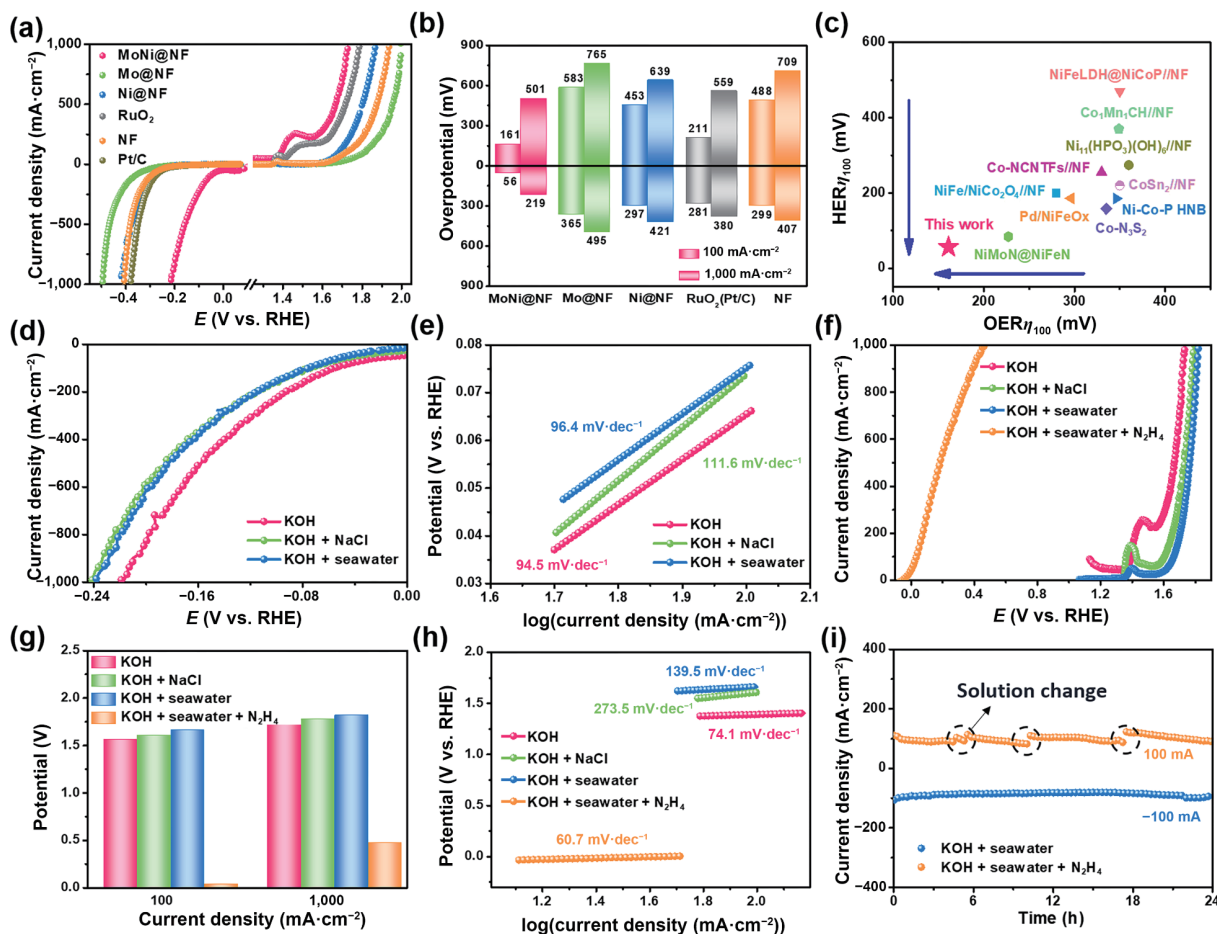 (a)
1,000
500
0
−500
−1,000
Current density (mA·cm⁻²)
MoNi@NF
Mo@NF
Ni@NF
RuO₂
NF
Pt/C
−0.4 −0.2 0.0 1.4 1.6 1.8 2.0
E (V vs. RHE)
(b)
900
600
300
0
300
600
900
Overpotential (mV)
161 501 583 765 453 639 211 559 488 709
56 219 365 495 297 421 281 380 299 407
100 mA·cm⁻²
1,000 mA·cm⁻²
MoNi@NF Mo@NF Ni@NF RuO₂(Pt/C) NF
(c)
600
500
400
300
200
100
0
HERη₁₀₀ (mV)
NiFeLDH@NiCoP//NF
Co₁Mn₁CH//NF
Ni₁₁(HPO₃)(OH)₆//NF
Co-NCNTFs//NF
CoSn₂//NF
NiFe/NiCo₂O₄//NF
Ni-Co-P HNB
Pd/NiFeOx
Co-N₃S₂
This work
NiMoN@NiFeN
100 200 300 400
OERη₁₀₀ (mV)
(d)
0
−200
−400
−600
−800
−1,000
Current density (mA·cm⁻²)
KOH
KOH + NaCl
KOH + seawater
−0.24 −0.16 −0.08 0.00
E (V vs. RHE)
(e)
0.08
0.07
0.06
0.05
0.04
0.03
Potential (V vs. RHE)
96.4 mV·dec⁻¹
111.6 mV·dec⁻¹
94.5 mV·dec⁻¹
KOH
KOH + NaCl
KOH + seawater
1.6 1.7 1.8 1.9 2.0 2.1
log(current density (mA·cm⁻²))
(f)
1,000
800
600
400
200
0
Current density (mA·cm⁻²)
KOH
KOH + NaCl
KOH + seawater
KOH + seawater + N₂H₄
0.0 0.4 0.8 1.2 1.6
E (V vs. RHE)
(g)
2.5
2.0
1.5
1.0
0.5
0.0
Potential (V)
KOH
KOH + NaCl
KOH + seawater
KOH + seawater + N₂H₄
100 1,000
Current density (mA·cm⁻²)
(h)
2.0
1.5
1.0
0.5
0.0
Potential (V vs. RHE)
139.5 mV·dec⁻¹
273.5 mV·dec⁻¹
74.1 mV·dec⁻¹
KOH
KOH + NaCl
KOH + seawater
KOH + seawater + N₂H₄
60.7 mV·dec⁻¹
1.2 1.4 1.6 1.8 2.0
log(current density (mA·cm⁻²))
(i)
400
200
100
0
−200
−400
Current density (mA·cm⁻²)
Solution change
100 mA
−100 mA
KOH + seawater
KOH + seawater + N₂H₄
0 6 12 18 24
Time (h)